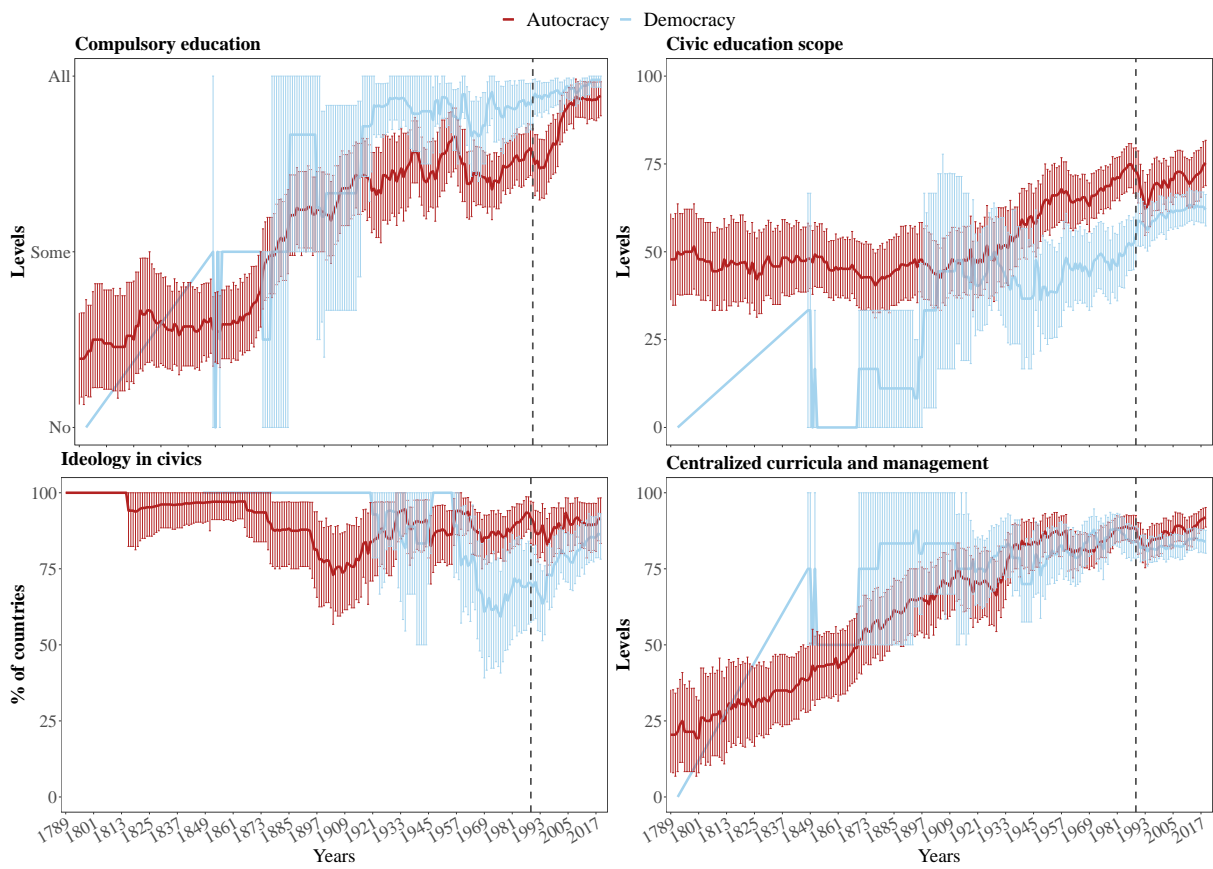 Autocracy Democracy
Compulsory education
Levels
All
Some
No
Civic education scope
Levels
100
75
50
25
0
Ideology in civics
% of countries
100
75
50
25
0
1789 1801 1813 1825 1837 1849 1861 1873 1885 1897 1909 1921 1933 1945 1957 1969 1981 1993 2005 2017
Years
Centralized curricula and management
Levels
100
75
50
25
0
1789 1801 1813 1825 1837 1849 1861 1873 1885 1897 1909 1921 1933 1945 1957 1969 1981 1993 2005 2017
Years